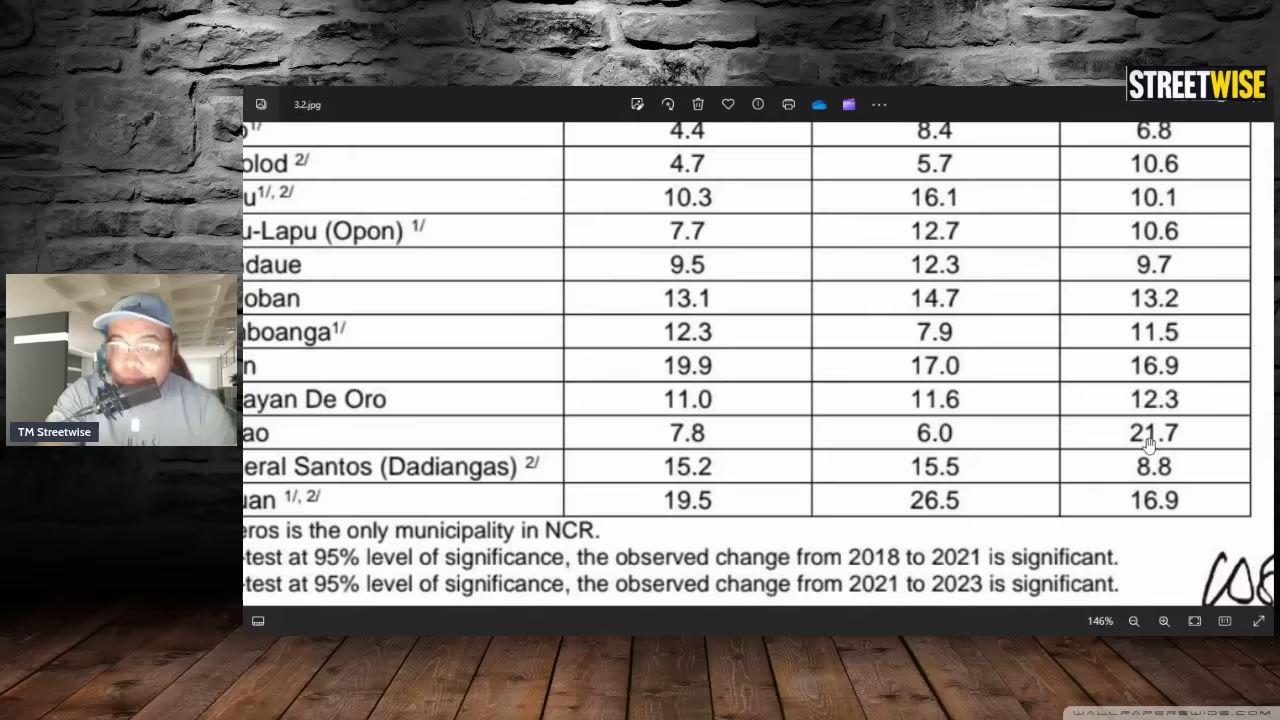 STREETWISE
3.2.jpg
o1/ 4.4 8.4 6.8
olod 2/ 4.7 5.7 10.6
u1/, 2/ 10.3 16.1 10.1
u-Lapu (Opon) 1/ 7.7 12.7 10.6
daue 9.5 12.3 9.7
oban 13.1 14.7 13.2
nboanga1/ 12.3 7.9 11.5
n 19.9 17.0 16.9
ayan De Oro 11.0 11.6 12.3
ao 7.8 6.0 21.7
eral Santos (Dadiangas) 2/ 15.2 15.5 8.8
uan 1/, 2/ 19.5 26.5 16.9
eros is the only municipality in NCR.
-test at 95% level of significance, the observed change from 2018 to 2021 is significant.
-test at 95% level of significance, the observed change from 2021 to 2023 is significant.
TM Streetwise
146%
WALLPAPERSWIDE.COM